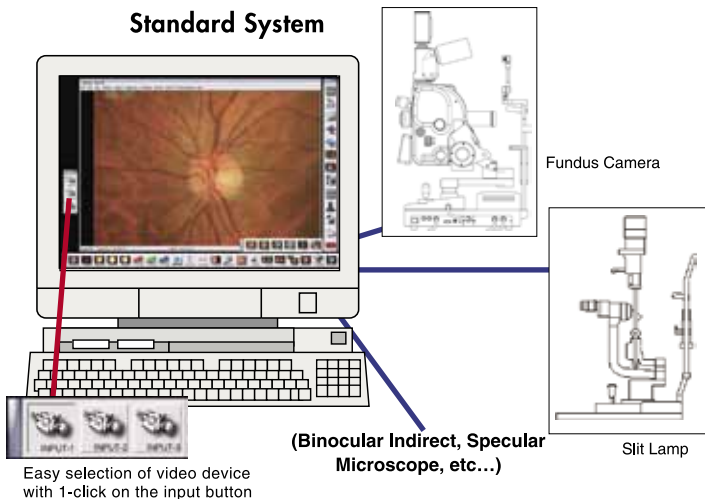 Standard System
Fundus Camera
Slit Lamp
(Binocular Indirect, Specular
Microscope, etc...)
INPUT-1 INPUT-2 INPUT-3
Easy selection of video device
with 1-click on the input button